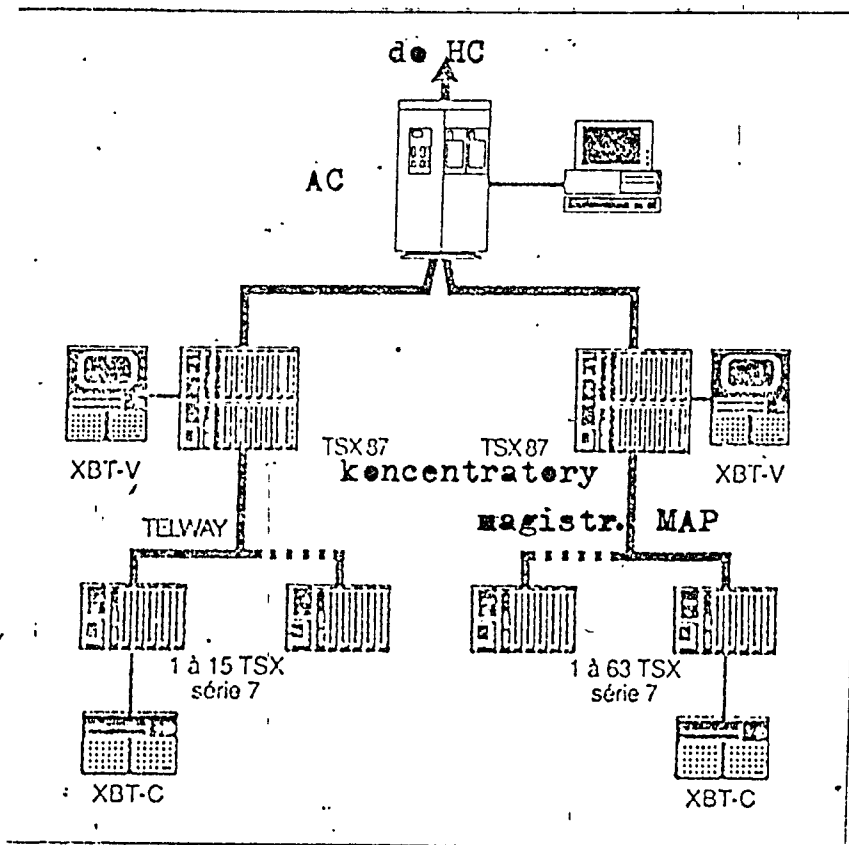 do HC
AC
XBT-V
TSX 87
TSX 87
XBT-V
koncentratory
TELWAY
magistr. MAP
1 à 15 TSX
série 7
1 à 63 TSX
série 7
XBT-C
XBT-C